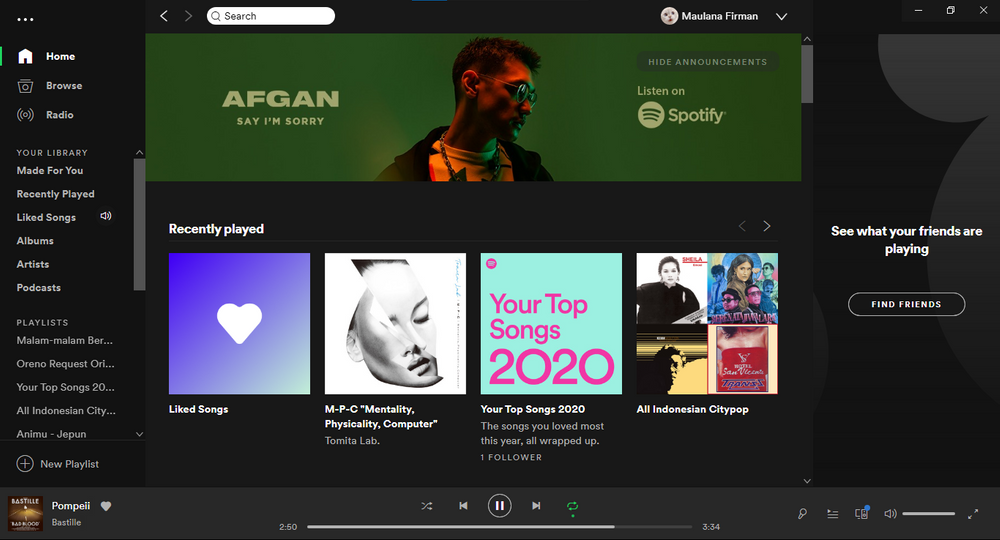 Search
Maulana Firman
Home
Browse
Radio
YOUR LIBRARY
Made For You
Recently Played
Liked Songs
Albums
Artists
Podcasts
PLAYLISTS
Malam-malam Ber...
Oreno Request Ori...
Your Top Songs 20...
All Indonesian City...
Animu - Jepun
New Playlist
HIDE ANNOUNCEMENTS
AFGAN
SAY I'M SORRY
Listen on
Spotify
Recently played
Your Top
Songs
2020
SHEILA
HOTEL
San Vicente
Liked Songs
M-P-C "Mentality,
Physicality, Computer"
Tomita Lab.
Your Top Songs 2020
The songs you loved most
this year, all wrapped up.
1 FOLLOWER
All Indonesian Citypop
See what your friends are
playing
FIND FRIENDS
BASTILLE
BAD BLOOD
Pompeii
Bastille
2:50
3:34